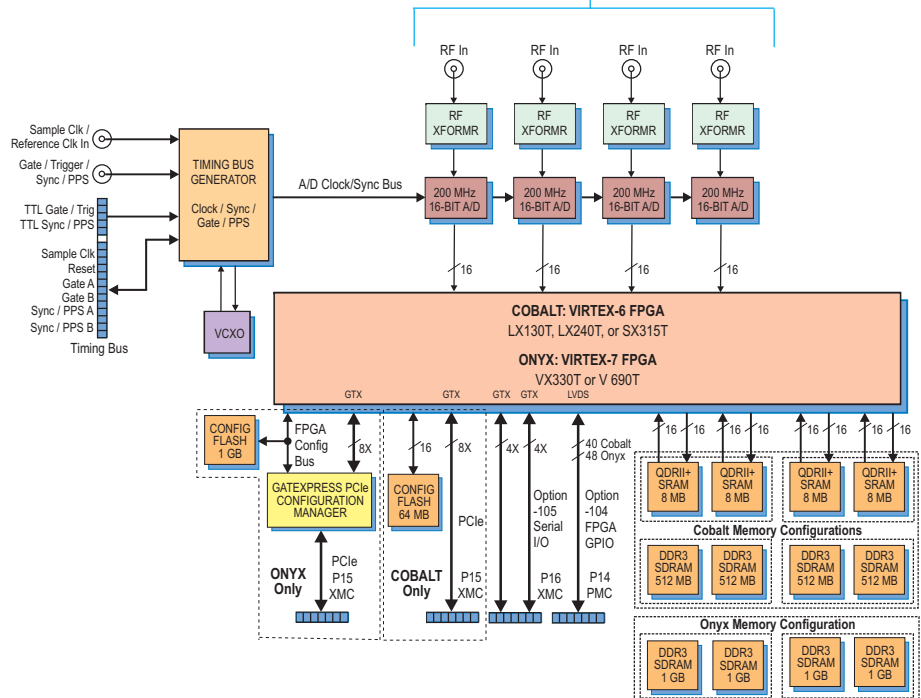 RF In
RF In
RF In
RF In
RF
XFORMR
RF
XFORMR
RF
XFORMR
RF
XFORMR
Sample Clk /
Reference Clk In
Gate / Trigger /
Sync / PPS
TTL Gate / Trig
TTL Sync / PPS
Sample Clk
Reset
Gate A
Gate B
Sync / PPS A
Sync / PPS B
Timing Bus
TIMING BUS
GENERATOR
Clock / Sync /
Gate / PPS
VCXO
A/D Clock/Sync Bus
200 MHz
16-BIT A/D
200 MHz
16-BIT A/D
200 MHz
16-BIT A/D
200 MHz
16-BIT A/D
16
16
16
16
COBALT: VIRTEX-6 FPGA
LX130T, LX240T, or SX315T
ONYX: VIRTEX-7 FPGA
VX330T or V 690T
GTX
GTX
GTX
GTX
LVDS
CONFIG
FLASH
1 GB
FPGA
Config
Bus
8X
GATEXPRESS PCIe
CONFIGURATION
MANAGER
ONYX
Only
PCIe
P15
XMC
16
8X
CONFIG
FLASH
64 MB
PCIe
COBALT
Only
P15
XMC
4X
4X
Option
-105
Serial
I/O
P16
XMC
40 Cobalt
48 Onyx
Option
-104
FPGA
GPIO
P14
PMC
16
16
16
16
16
16
16
16
QDRII+
SRAM
8 MB
QDRII+
SRAM
8 MB
QDRII+
SRAM
8 MB
QDRII+
SRAM
8 MB
Cobalt Memory Configurations
DDR3
SDRAM
512 MB
DDR3
SDRAM
512 MB
DDR3
SDRAM
512 MB
DDR3
SDRAM
512 MB
Onyx Memory Configuration
DDR3
SDRAM
1 GB
DDR3
SDRAM
1 GB
DDR3
SDRAM
1 GB
DDR3
SDRAM
1 GB